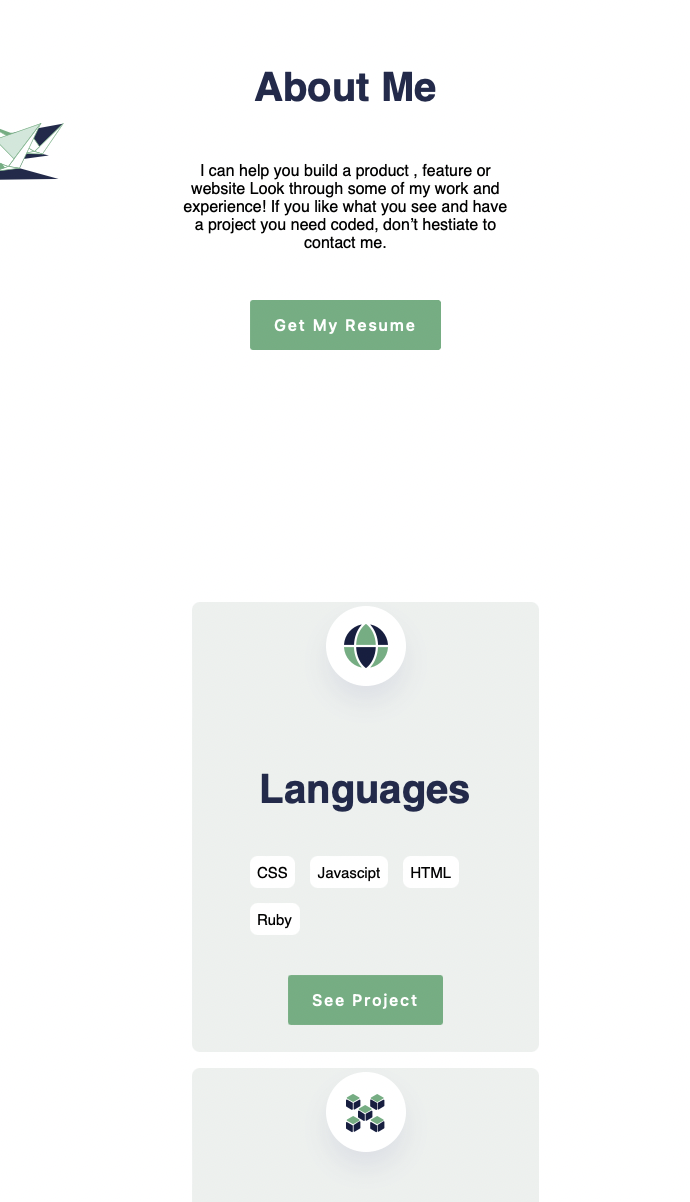 About Me
I can help you build a product , feature or
website Look through some of my work and
experience! If you like what you see and have
a project you need coded, don’t hestiate to
contact me.
Get My Resume
Languages
CSS Javascipt HTML
Ruby
See Project